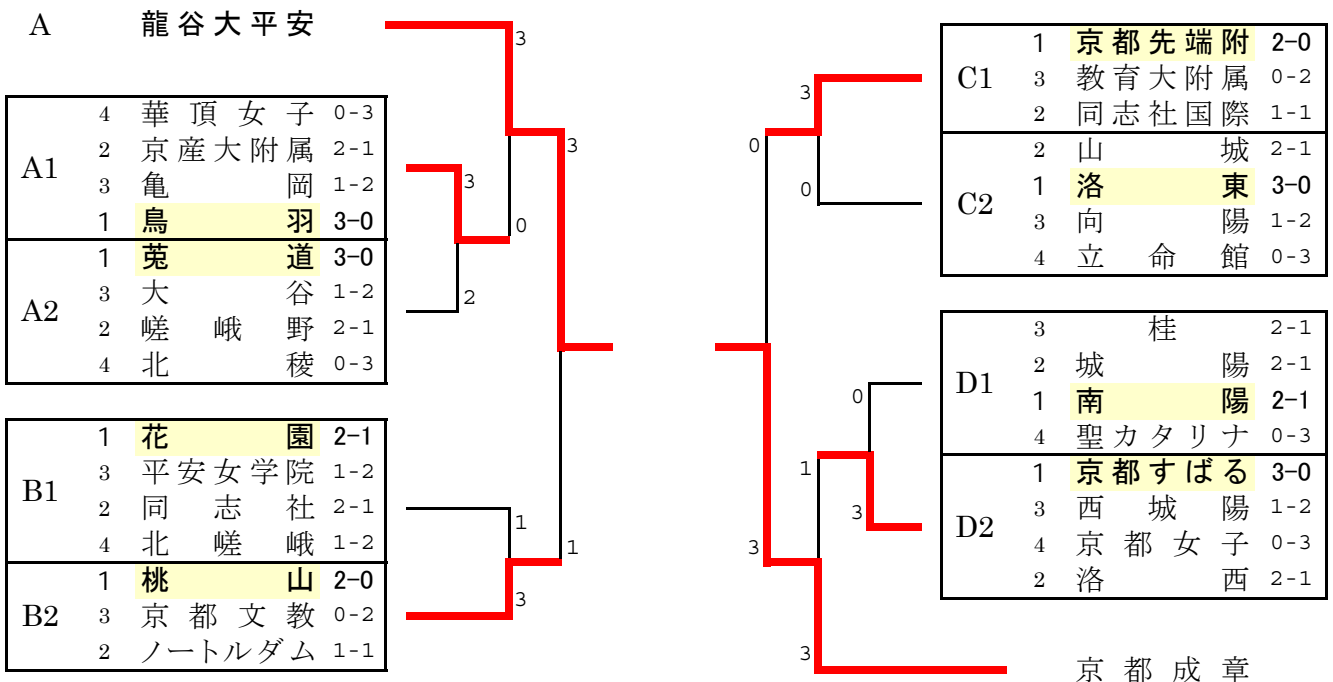 A 龍谷大平安
A1
4 華頂女子 0-3
2 京産大附属 2-1
3 亀岡 1-2
1 鳥羽 3-0
A2
1 莵道 3-0
3 大谷 1-2
2 嵯峨野 2-1
4 北稜 0-3
B1
1 花園 2-1
3 平安女学院 1-2
2 同志社 2-1
4 北嵯峨 1-2
B2
1 桃山 2-0
3 京都文教 0-2
2 ノートルダム 1-1
3
3
0
3
2
1
3
1
C1
1 京都先端附 2-0
3 教育大附属 0-2
2 同志社国際 1-1
C2
2 山城 2-1
1 洛東 3-0
3 向陽 1-2
4 立命館 0-3
D1
3 桂 2-1
2 城陽 2-1
1 南陽 2-1
4 聖カタリナ 0-3
D2
1 京都すばる 3-0
3 西城陽 1-2
4 京都女子 0-3
2 洛西 2-1
京都成章
3
0
0
0
1
3
3
3